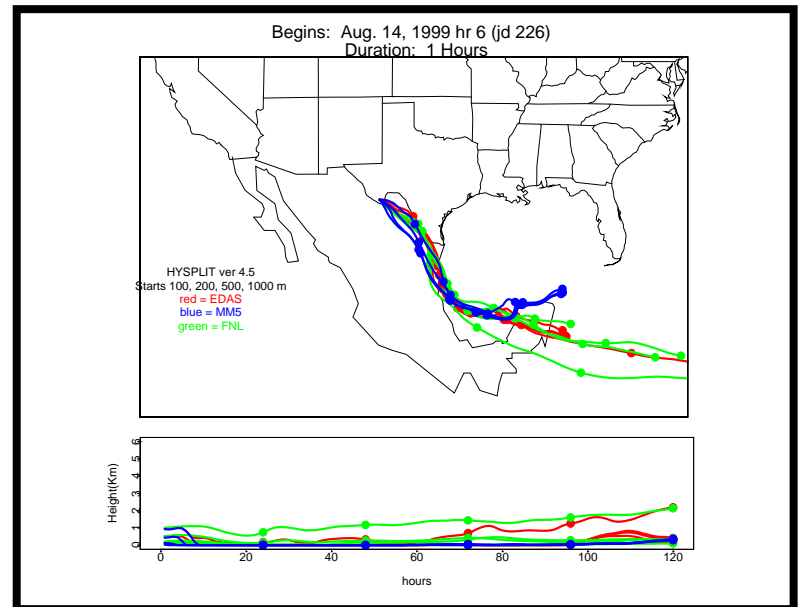 Begins: Aug. 14, 1999 hr 6 (jd 226)
Duration: 1 Hours
HYSPLIT ver 4.5
Starts 100, 200, 500, 1000 m
red = EDAS
blue = MM5
green = FNL
Height(Km)
6
5
4
3
2
1
0
0 20 40 60 80 100 120
hours